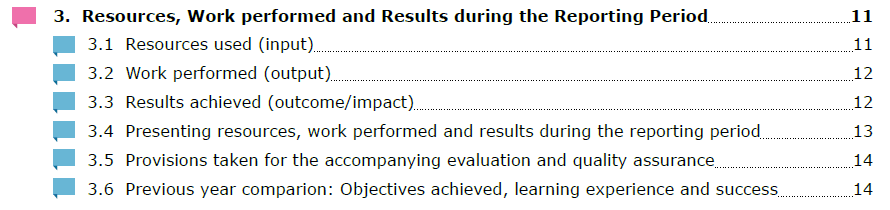 3. Resources, Work performed and Results during the Reporting Period 11
3.1 Resources used (input) 11
3.2 Work performed (output) 12
3.3 Results achieved (outcome/impact) 12
3.4 Presenting resources, work performed and results during the reporting period 13
3.5 Provisions taken for the accompanying evaluation and quality assurance 14
3.6 Previous year comparion: Objectives achieved, learning experience and success 14